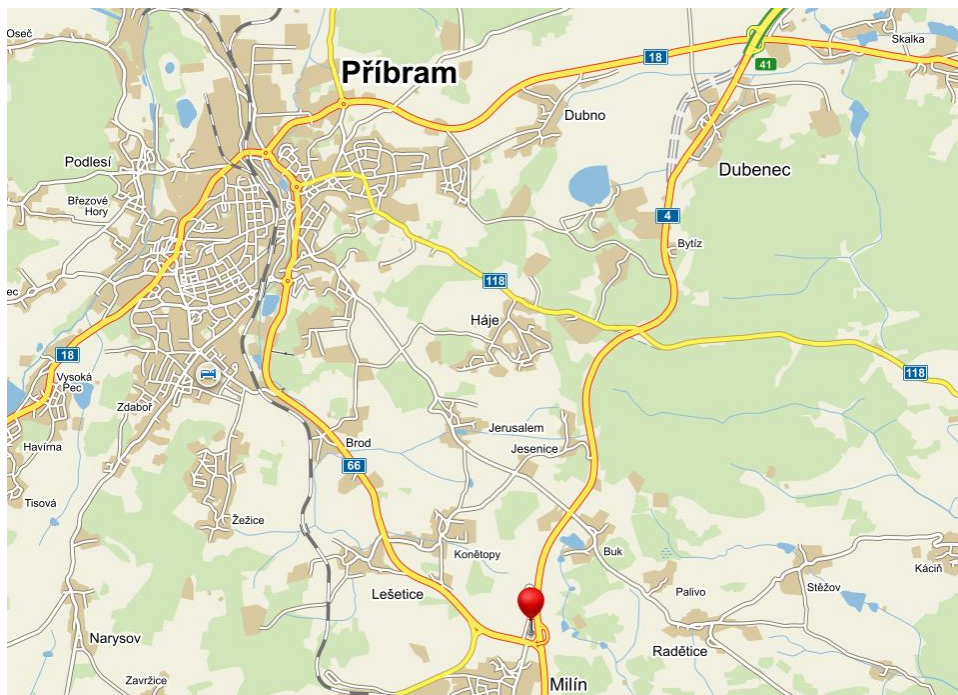 Oseč
Skalka
18
41
Příbram
Dubno
Podlesí
Dubenec
Březové
Hory
4
Bytíz
118
ec
Háje
18
Vysoká
Pec
118
Zdaboř
Jerusalem
Havírna
Brod
Jesenice
66
Tisová
Žežice
Konětopy
Buk
Káciň
Lešetice
Palivo
Stěžov
Narysov
Radětice
Zavržice
Milín